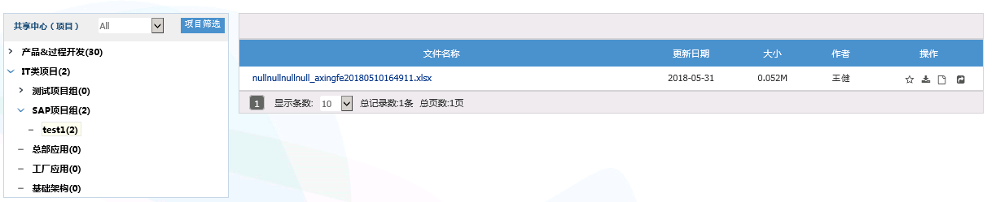 共享中心（项目） All 项目筛选
产品&过程开发(30)
IT类项目(2)
测试项目组(0)
SAP项目组(2)
test1(2)
总部应用(0)
工厂应用(0)
基础架构(0)
文件名称 更新日期 大小 作者 操作
nullnullnullnull_axingfe20180510164911.xlsx 2018-05-31 0.052M 王健
1 显示条数: 10 总记录数:1条 总页数:1页